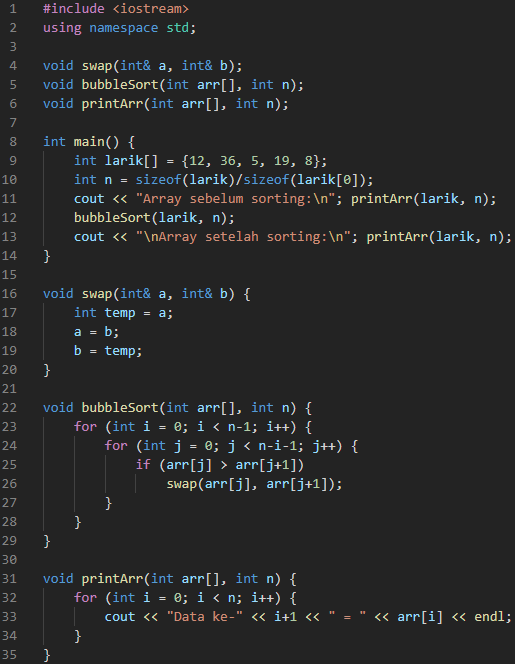 1 #include <iostream>
2 using namespace std;
3
4 void swap(int& a, int& b);
5 void bubbleSort(int arr[], int n);
6 void printArr(int arr[], int n);
7
8 int main() {
9     int larik[] = {12, 36, 5, 19, 8};
10     int n = sizeof(larik)/sizeof(larik[0]);
11     cout << "Array sebelum sorting:\n"; printArr(larik, n);
12     bubbleSort(larik, n);
13     cout << "\nArray setelah sorting:\n"; printArr(larik, n);
14 }
15
16 void swap(int& a, int& b) {
17     int temp = a;
18     a = b;
19     b = temp;
20 }
21
22 void bubbleSort(int arr[], int n) {
23     for (int i = 0; i < n-1; i++) {
24         for (int j = 0; j < n-i-1; j++) {
25             if (arr[j] > arr[j+1])
26                 swap(arr[j], arr[j+1]);
27         }
28     }
29 }
30
31 void printArr(int arr[], int n) {
32     for (int i = 0; i < n; i++) {
33         cout << "Data ke-" << i+1 << " = " << arr[i] << endl;
34     }
35 }